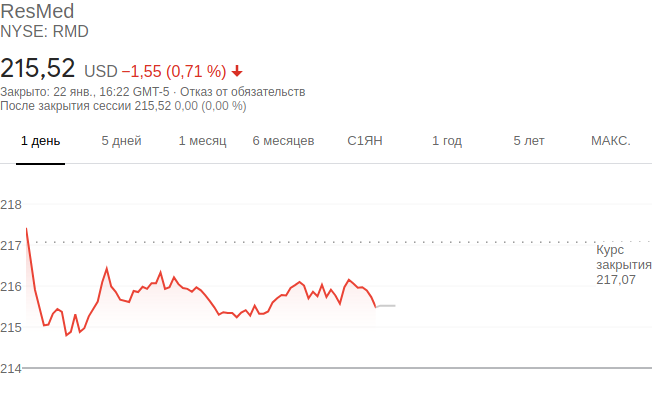 ResMed
NYSE: RMD
215,52 USD −1,55 (0,71 %)
Закрыто: 22 янв., 16:22 GMT-5 · Отказ от обязательств
После закрытия сессии 215,52 0,00 (0,00 %)
1 день 5 дней 1 месяц 6 месяцев С1ЯН 1 год 5 лет МАКС.
218
217
Курс
закрытия
217,07
216
215
214